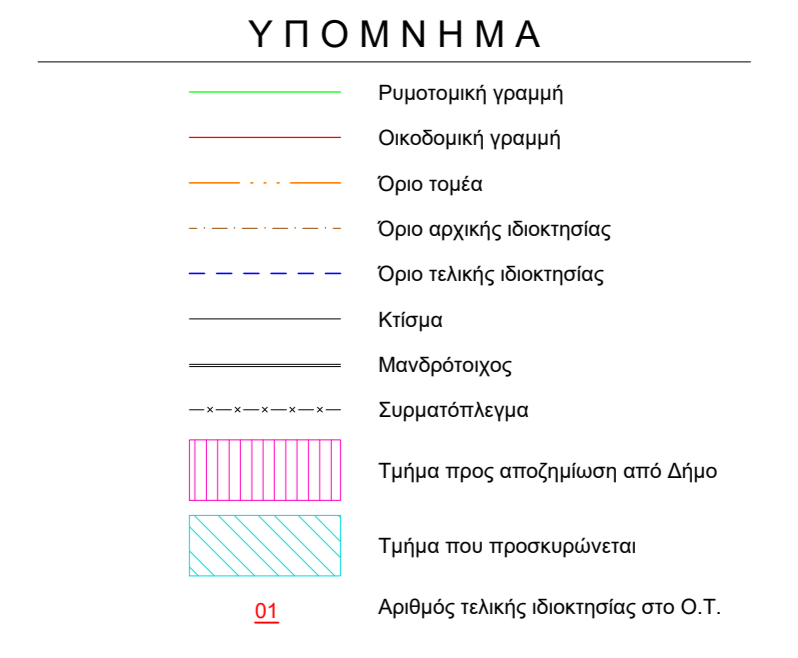 ΥΠΟΜΝΗΜΑ
Ρυμοτομική γραμμή
Οικοδομική γραμμή
Όριο τομέα
Όριο αρχικής ιδιοκτησίας
Όριο τελικής ιδιοκτησίας
Κτίσμα
Μανδρότοιχος
Συρματόπλεγμα
Τμήμα προς αποζημίωση από Δήμο
Τμήμα που προσκυρώνεται
01 Αριθμός τελικής ιδιοκτησίας στο Ο.Τ.